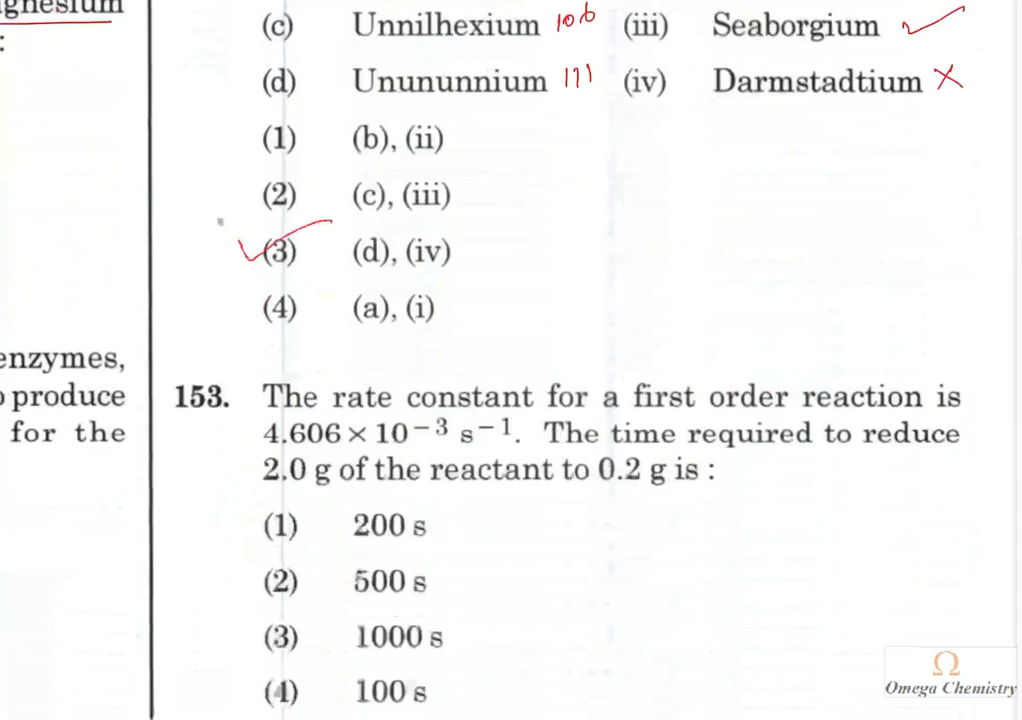 gnesium
:
(c) Unnilhexium 106 (iii) Seaborgium
(d) Unununnium 111 (iv) Darmstadtium
(1) (b), (ii)
(2) (c), (iii)
(3) (d), (iv)
(4) (a), (i)
enzymes,
produce
for the
153. The rate constant for a first order reaction is
4.606 × 10⁻³ s⁻¹. The time required to reduce
2.0 g of the reactant to 0.2 g is :
(1) 200 s
(2) 500 s
(3) 1000 s
(4) 100 s
Ω
Omega Chemistry